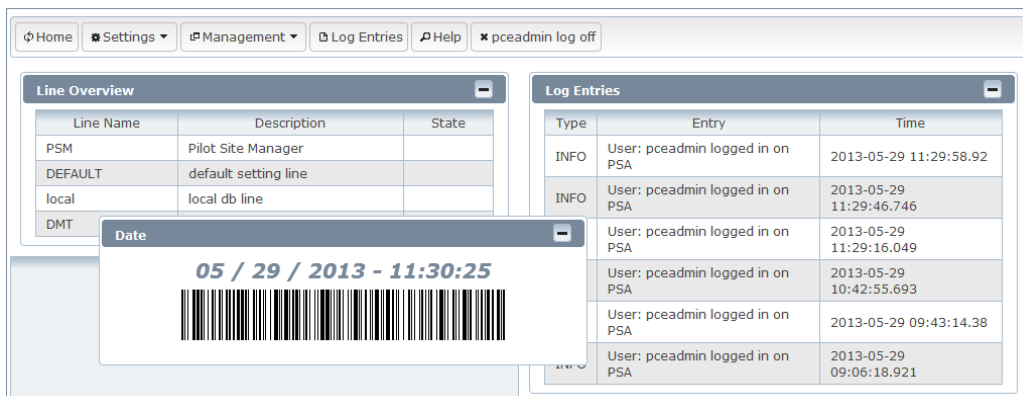 Home Settings Management Log Entries Help pceadmin log off
Line Overview
Line Name Description State
PSM Pilot Site Manager
DEFAULT default setting line
local local db line
DMT
Date
05 / 29 / 2013 - 11:30:25
Log Entries
Type Entry Time
INFO User: pceadmin logged in on PSA 2013-05-29 11:29:58.92
INFO User: pceadmin logged in on PSA 2013-05-29 11:29:46.746
User: pceadmin logged in on PSA 2013-05-29 11:29:16.049
User: pceadmin logged in on PSA 2013-05-29 10:42:55.693
User: pceadmin logged in on PSA 2013-05-29 09:43:14.38
INFO User: pceadmin logged in on PSA 2013-05-29 09:06:18.921